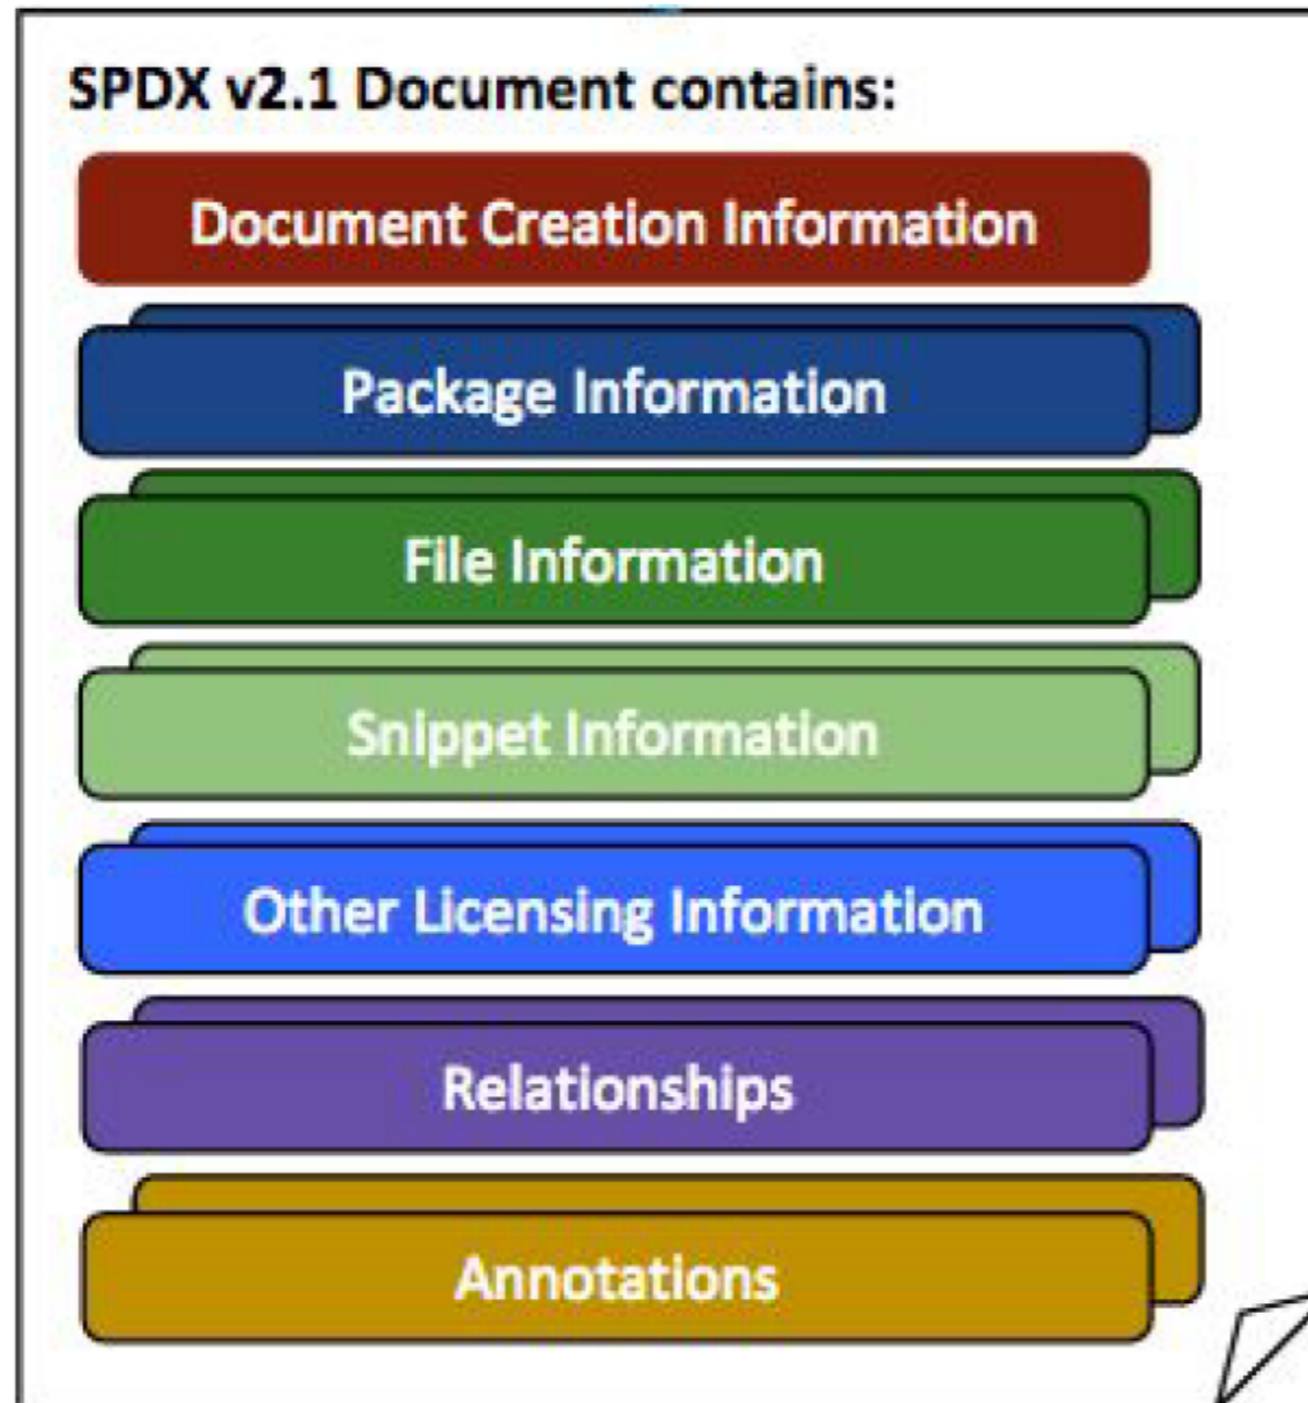 SPDX v2.1 Document contains:
Document Creation Information
Package Information
File Information
Snippet Information
Other Licensing Information
Relationships
Annotations